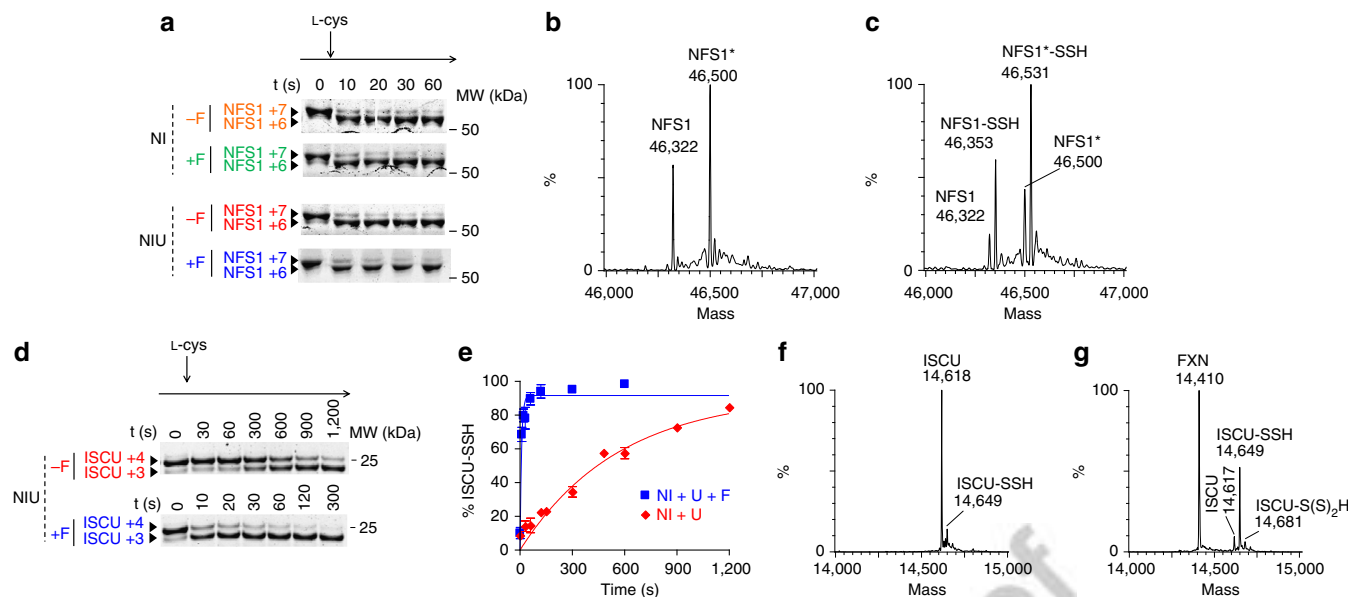 a
L-cys
t (s) 0 10 20 30 60 MW (kDa)
NI
–F NFS1 +7
NFS1 +6
- 50
+F NFS1 +7
NFS1 +6
- 50
NIU
–F NFS1 +7
NFS1 +6
- 50
+F NFS1 +7
NFS1 +6
- 50
b
NFS1*
46,500
NFS1
46,322
100
%
0
46,000 46,500 47,000
Mass
c
NFS1*-SSH
46,531
NFS1-SSH
46,353
NFS1*
46,500
NFS1
46,322
100
%
0
46,000 46,500 47,000
Mass
d
L-cys
t (s) 0 30 60 300 600 900 1,200 MW (kDa)
NIU
–F ISCU +4
ISCU +3
- 25
t (s) 0 10 20 30 60 120 300
+F ISCU +4
ISCU +3
- 25
e
% ISCU-SSH
100
80
60
40
20
0
NI + U + F
NI + U
0 300 600 900 1,200
Time (s)
f
ISCU
14,618
ISCU-SSH
14,649
100
%
0
14,000 14,500 15,000
Mass
g
FXN
14,410
ISCU-SSH
14,649
ISCU
14,617
ISCU-S(S)₂H
14,681
100
%
0
14,000 14,500 15,000
Mass